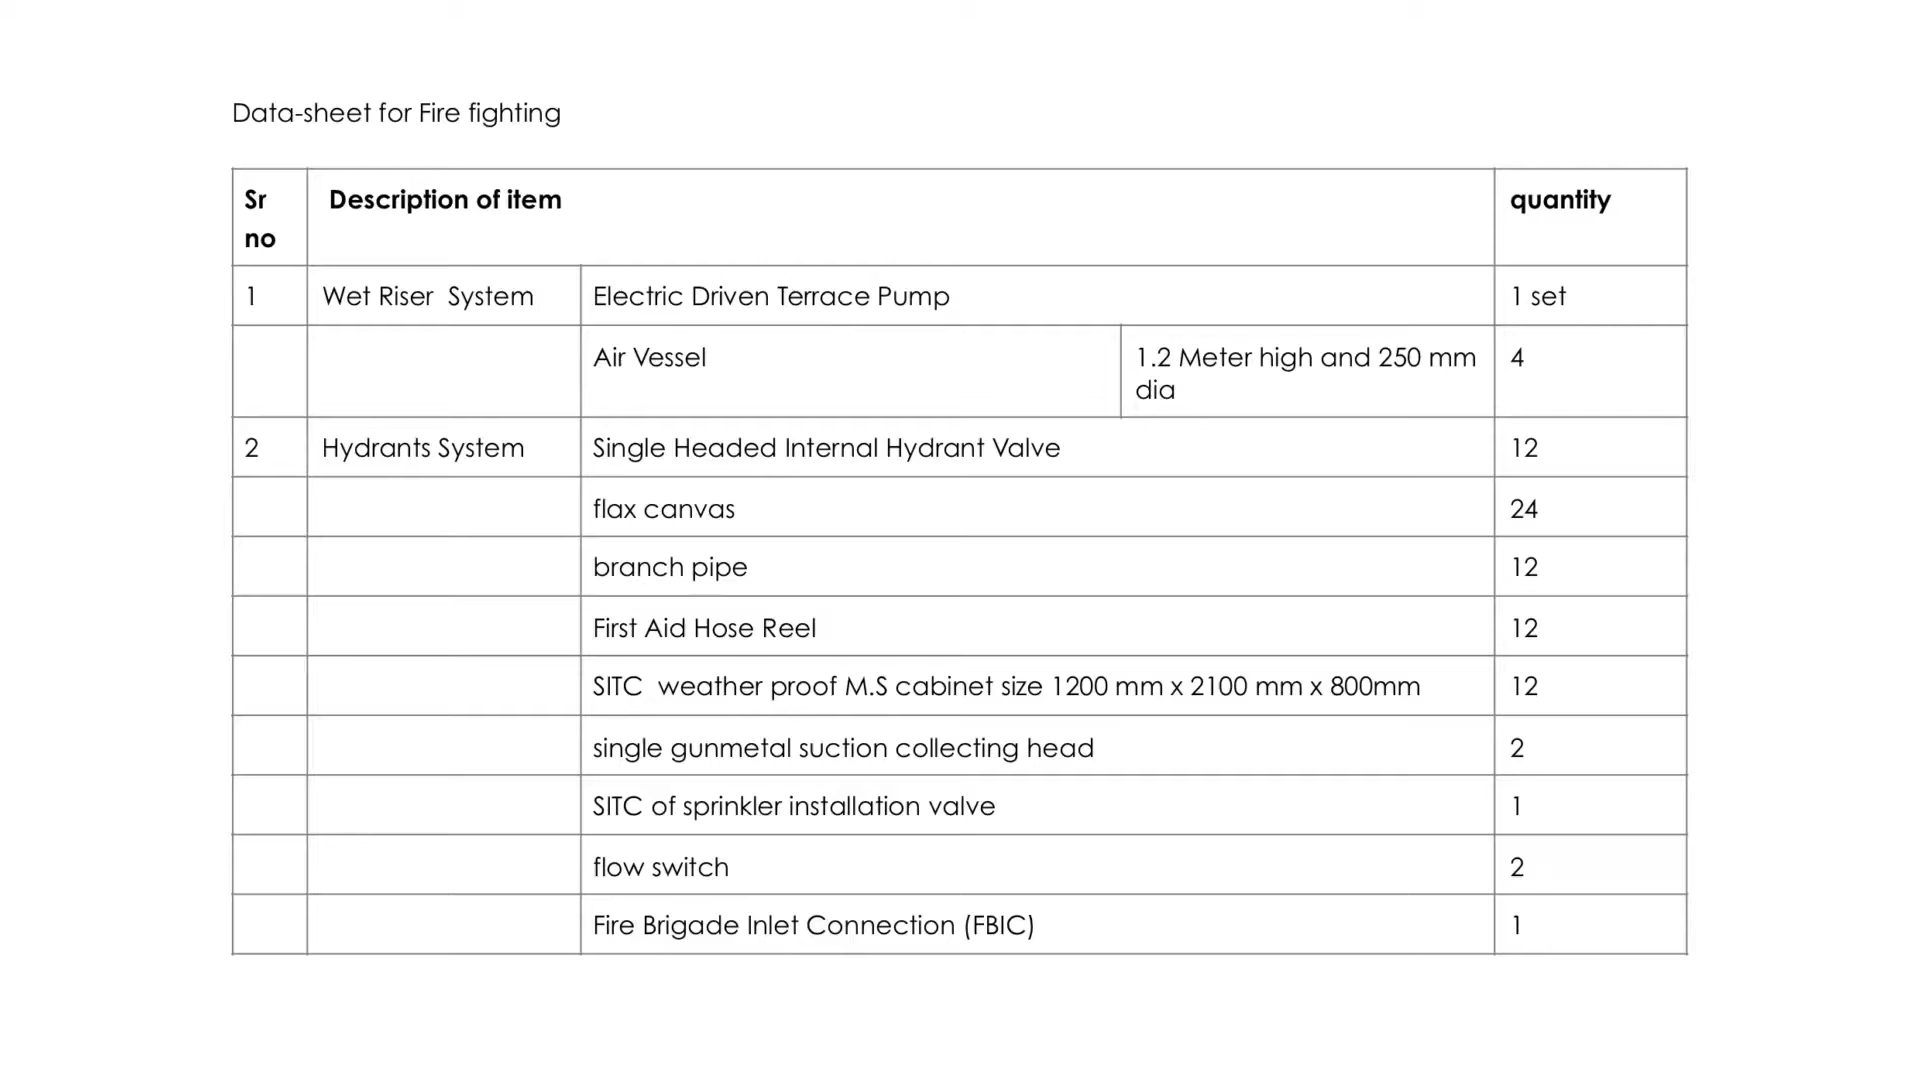 Data-sheet for Fire fighting
Sr no Description of item quantity
1 Wet Riser System Electric Driven Terrace Pump 1 set
Air Vessel 1.2 Meter high and 250 mm dia 4
2 Hydrants System Single Headed Internal Hydrant Valve 12
flax canvas 24
branch pipe 12
First Aid Hose Reel 12
SITC weather proof M.S cabinet size 1200 mm x 2100 mm x 800mm 12
single gunmetal suction collecting head 2
SITC of sprinkler installation valve 1
flow switch 2
Fire Brigade Inlet Connection (FBIC) 1